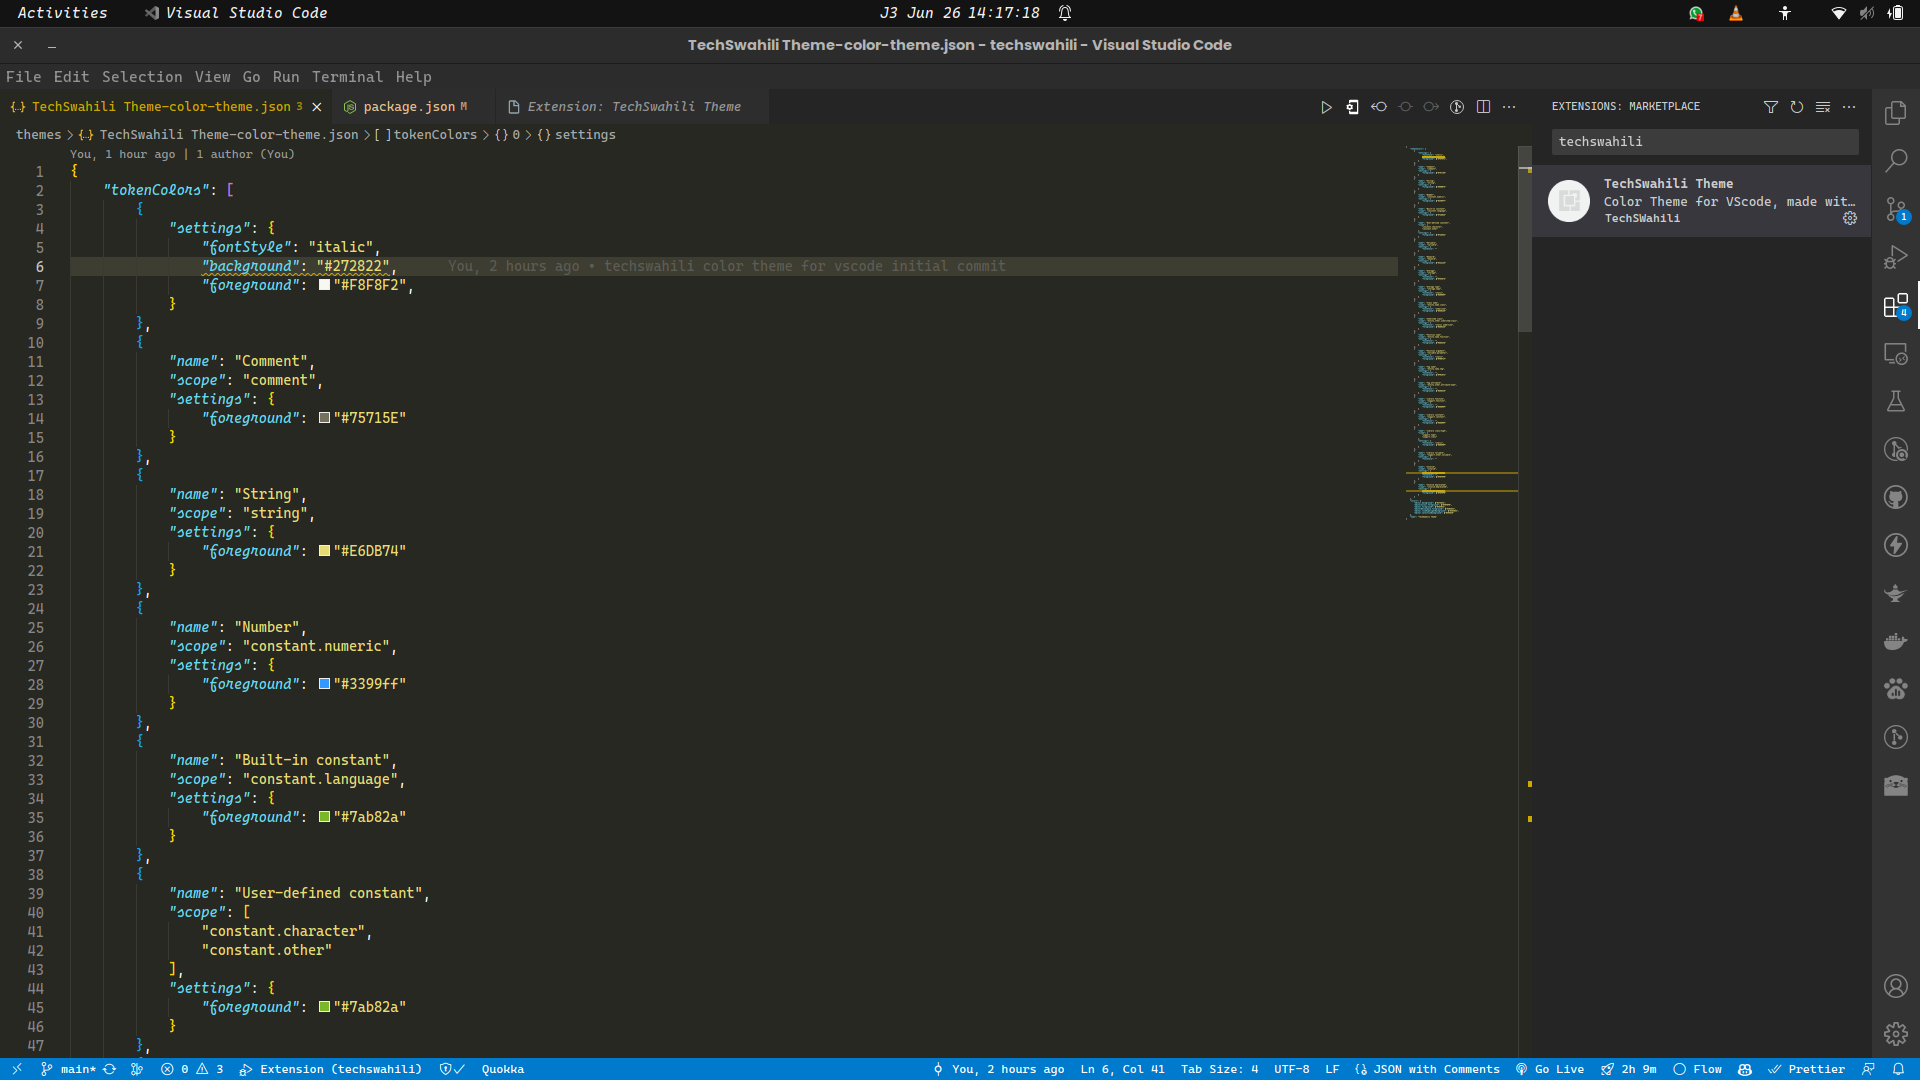 Activities Visual Studio Code J3 Jun 26 14:17:18
TechSwahili Theme-color-theme.json - techswahili - Visual Studio Code
File Edit Selection View Go Run Terminal Help
TechSwahili Theme-color-theme.json 3 package.json M Extension: TechSwahili Theme
EXTENSIONS: MARKETPLACE
themes > {} TechSwahili Theme-color-theme.json > [ ] tokenColors > {} 0 > {} settings
techswahili
TechSwahili Theme
Color Theme for VScode, made wit...
TechSWahili
You, 1 hour ago | 1 author (You)
1 {
2 "tokenColors": [
3 {
4 "settings": {
5 "fontStyle": "italic",
6 "background": "#272822", You, 2 hours ago • techswahili color theme for vscode initial commit
7 "foreground": "#F8F8F2",
8 }
9 },
10 {
11 "name": "Comment",
12 "scope": "comment",
13 "settings": {
14 "foreground": "#75715E"
15 }
16 },
17 {
18 "name": "String",
19 "scope": "string",
20 "settings": {
21 "foreground": "#E6DB74"
22 }
23 },
24 {
25 "name": "Number",
26 "scope": "constant.numeric",
27 "settings": {
28 "foreground": "#3399ff"
29 }
30 },
31 {
32 "name": "Built-in constant",
33 "scope": "constant.language",
34 "settings": {
35 "foreground": "#7ab82a"
36 }
37 },
38 {
39 "name": "User-defined constant",
40 "scope": [
41 "constant.character",
42 "constant.other"
43 ],
44 "settings": {
45 "foreground": "#7ab82a"
46 }
47 },
1
4
main* 0 3 Extension (techswahili) Quokka You, 2 hours ago Ln 6, Col 41 Tab Size: 4 UTF-8 LF JSON with Comments Go Live 2h 9m Flow Prettier